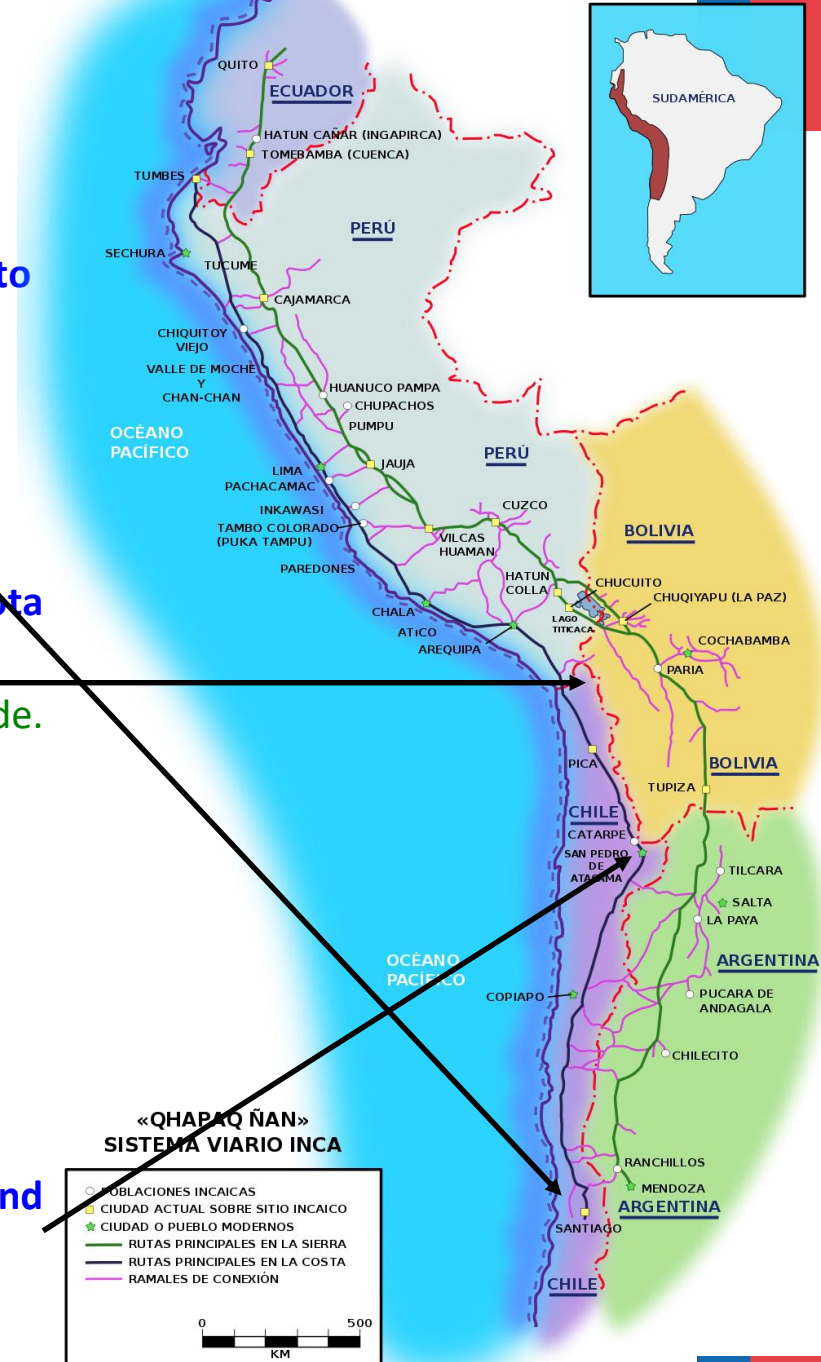 QUITO
ECUADOR
HATUN CAÑAR (INGAPIRCA)
TOMEBAMBA (CUENCA)
TUMBES
SUDAMÉRICA
PERÚ
SECHURA
TUCUME
to
CAJAMARCA
CHIQUITOY
VIEJO
VALLE DE MOCHE
Y
CHAN-CHAN
HUANUCO PAMPA
CHUPACHOS
PUMPU
OCÉANO
PACÍFICO
PERÚ
JAUJA
LIMA
PACHACAMAC
INKAWASI
TAMBO COLORADO
(PUKA TAMPU)
CUZCO
VILCAS
HUAMAN
BOLIVIA
PAREDONES
HATUN
COLLA
CHUCUITO
CHUQIYAPU (LA PAZ)
ota
CHALA
LAGO
TITICACA
ATiCO
AREQUIPA
COCHABAMBA
PARIA
de.
PICA
BOLIVIA
TUPIZA
CHILE
CATARPE
SAN PEDRO
DE
ATACAMA
TILCARA
SALTA
LA PAYA
OCÉANO
PACÍFICO
ARGENTINA
COPIAPO
PUCARA DE
ANDAGALA
CHILECITO
«QHAPAQ ÑAN»
SISTEMA VIARIO INCA
RANCHILLOS
nd
MENDOZA
ARGENTINA
SANTIAGO
CHILE
POBLACIONES INCAICAS
CIUDAD ACTUAL SOBRE SITIO INCAICO
CIUDAD O PUEBLO MODERNOS
RUTAS PRINCIPALES EN LA SIERRA
RUTAS PRINCIPALES EN LA COSTA
RAMALES DE CONEXIÓN
0 500
KM